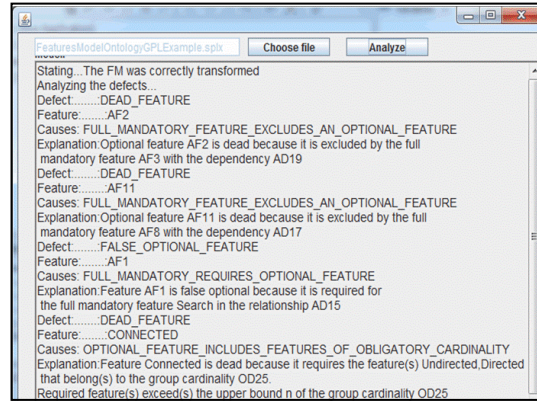 FeaturesModelOntologyGPLExample.splx Choose file Analyze
Stating...The FM was correctly transformed
Analyzing the defects...
Defect:.......:DEAD_FEATURE
Feature:.......:AF2
Causes: FULL_MANDATORY_FEATURE_EXCLUDES_AN_OPTIONAL_FEATURE
Explanation:Optional feature AF2 is dead because it is excluded by the full
mandatory feature AF3 with the dependency AD19
Defect:.......:DEAD_FEATURE
Feature:.......:AF11
Causes: FULL_MANDATORY_FEATURE_EXCLUDES_AN_OPTIONAL_FEATURE
Explanation:Optional feature AF11 is dead because it is excluded by the full
mandatory feature AF8 with the dependency AD17
Defect:.......:FALSE_OPTIONAL_FEATURE
Feature:.......:AF1
Causes: FULL_MANDATORY_REQUIRES_OPTIONAL_FEATURE
Explanation:Feature AF1 is false optional because it is required for
the full mandatory feature Search in the relationship AD15
Defect:.......:DEAD_FEATURE
Feature:.......:CONNECTED
Causes: OPTIONAL_FEATURE_INCLUDES_FEATURES_OF_OBLIGATORY_CARDINALITY
Explanation:Feature Connected is dead because it requires the feature(s) Undirected,Directed
that belong(s) to the group cardinality OD25.
Required feature(s) exceed(s) the upper bound n of the group cardinality OD25